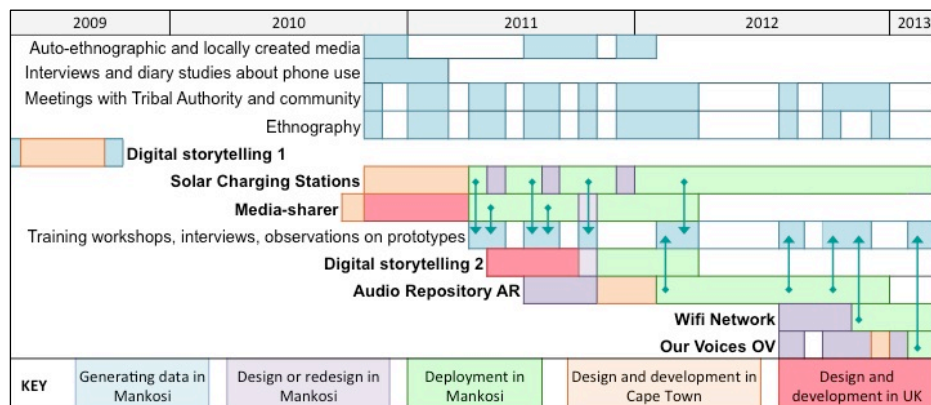 2009 2010 2011 2012 2013
Auto-ethnographic and locally created media
Interviews and diary studies about phone use
Meetings with Tribal Authority and community
Ethnography
Digital storytelling 1
Solar Charging Stations
Media-sharer
Training workshops, interviews, observations on prototypes
Digital storytelling 2
Audio Repository AR
Wifi Network
Our Voices OV
KEY
Generating data in
Mankosi
Design or redesign in
Mankosi
Deployment in
Mankosi
Design and development in
Cape Town
Design and
development in UK